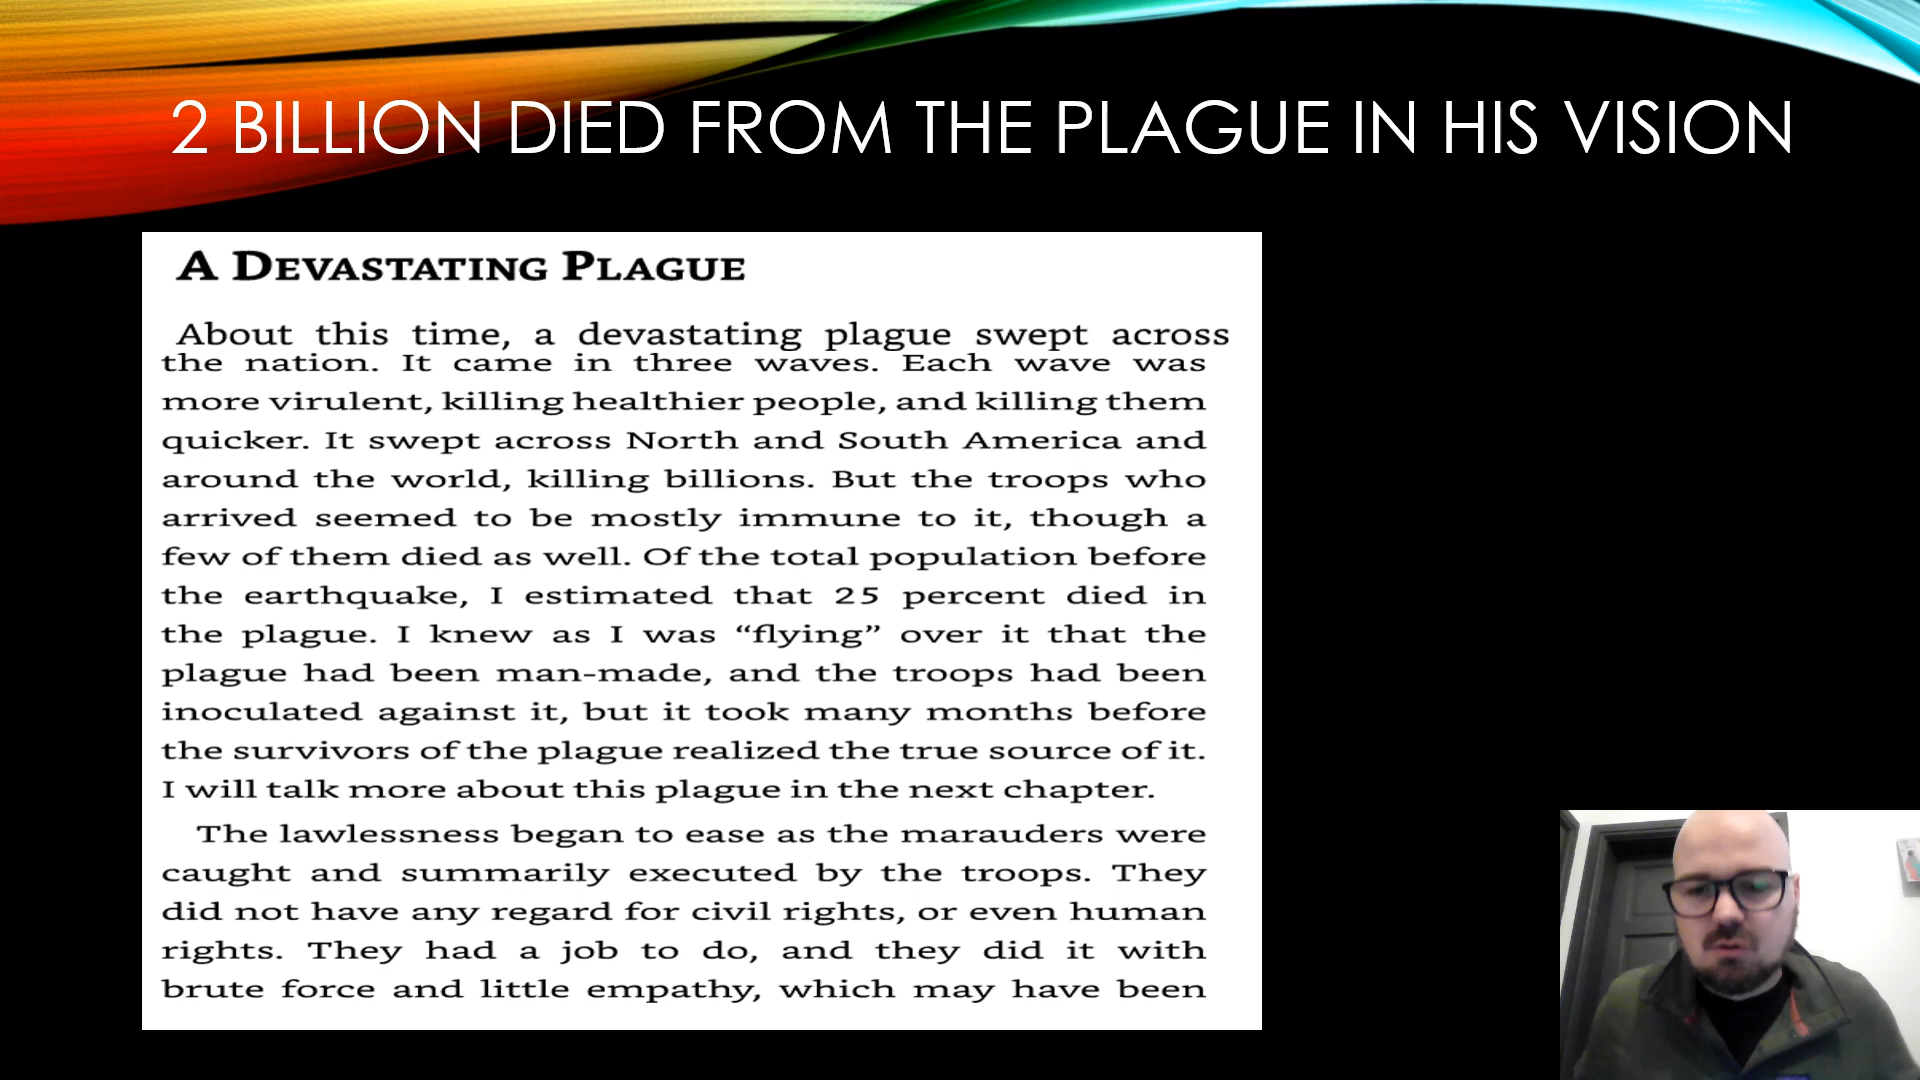 2 BILLION DIED FROM THE PLAGUE IN HIS VISION
A DEVASTATING PLAGUE
About this time, a devastating plague swept across
the nation. It came in three waves. Each wave was
more virulent, killing healthier people, and killing them
quicker. It swept across North and South America and
around the world, killing billions. But the troops who
arrived seemed to be mostly immune to it, though a
few of them died as well. Of the total population before
the earthquake, I estimated that 25 percent died in
the plague. I knew as I was “flying” over it that the
plague had been man-made, and the troops had been
inoculated against it, but it took many months before
the survivors of the plague realized the true source of it.
I will talk more about this plague in the next chapter.
The lawlessness began to ease as the marauders were
caught and summarily executed by the troops. They
did not have any regard for civil rights, or even human
rights. They had a job to do, and they did it with
brute force and little empathy, which may have been